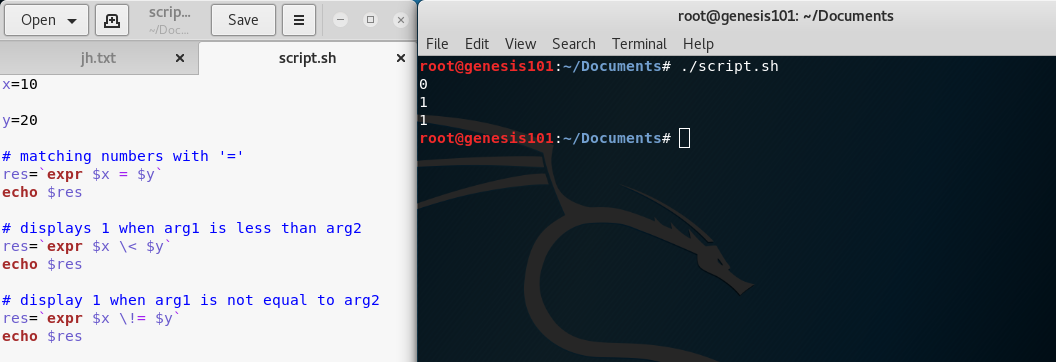 Open
scrip...
~/Doc...
Save
jh.txt
script.sh
x=10
y=20
# matching numbers with '='
res=`expr $x = $y`
echo $res
# displays 1 when arg1 is less than arg2
res=`expr $x \< $y`
echo $res
# display 1 when arg1 is not equal to arg2
res=`expr $x \!= $y`
echo $res
root@genesis101: ~/Documents
File Edit View Search Terminal Help
root@genesis101:~/Documents# ./script.sh
0
1
1
root@genesis101:~/Documents#